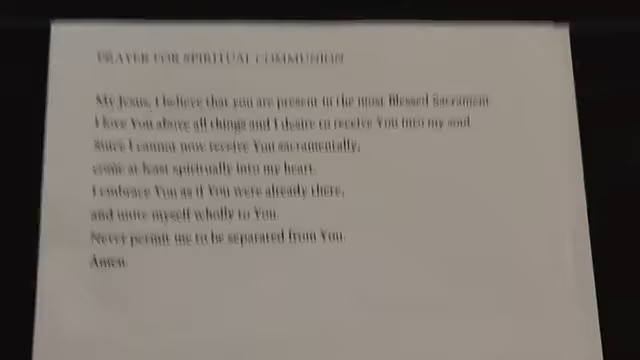 PRAYER FOR SPIRITUAL COMMUNION
My Jesus, I believe that you are present in the most Blessed Sacrament.
I love You above all things and I desire to receive You into my soul.
Since I cannot now receive You sacramentally,
come at least spiritually into my heart.
I embrace You as if You were already there,
and unite myself wholly to You.
Never permit me to be separated from You.
Amen.